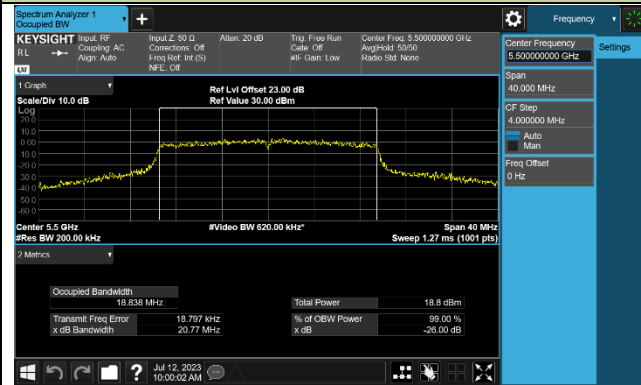 Spectrum Analyzer 1
Occupied BW
Frequency
KEYSIGHT
RL
LXI
Input: RF
Coupling: AC
Align: Auto
Input Z: 50 Ω
Corrections: Off
Freq Ref: Int (S)
NFE: Off
Atten: 20 dB
Trig: Free Run
Gate: Off
#IF Gain: Low
Center Freq: 5.500000000 GHz
Avg|Hold: 50/50
Radio Std: None
Center Frequency
5.500000000 GHz
Settings
Span
40.000 MHz
CF Step
4.000000 MHz
Auto
Man
Freq Offset
0 Hz
1 Graph
Scale/Div 10.0 dB
Ref Lvl Offset 23.00 dB
Ref Value 30.00 dBm
Log
20.0
10.0
0.00
-10.0
-20.0
-30.0
-40.0
-50.0
-60.0
Center 5.5 GHz
#Res BW 200.00 kHz
#Video BW 620.00 kHz*
Span 40 MHz
Sweep 1.27 ms (1001 pts)
2 Metrics
Occupied Bandwidth
18.838 MHz
Transmit Freq Error 18.797 kHz
x dB Bandwidth 20.77 MHz
Total Power 18.8 dBm
% of OBW Power 99.00 %
x dB -26.00 dB
Jul 12, 2023
10:00:02 AM